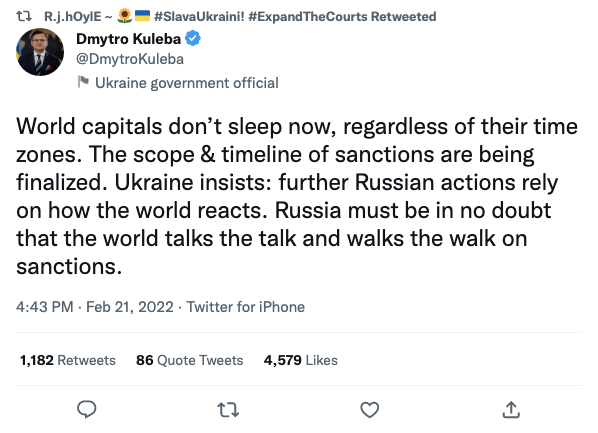 R.j.hOylE ~ 🌻 🇺🇦 #SlavaUkraini! #ExpandTheCourts Retweeted
Dmytro Kuleba
@DmytroKuleba
Ukraine government official
World capitals don’t sleep now, regardless of their time
zones. The scope & timeline of sanctions are being
finalized. Ukraine insists: further Russian actions rely
on how the world reacts. Russia must be in no doubt
that the world talks the talk and walks the walk on
sanctions.
4:43 PM · Feb 21, 2022 · Twitter for iPhone
1,182 Retweets 86 Quote Tweets 4,579 Likes